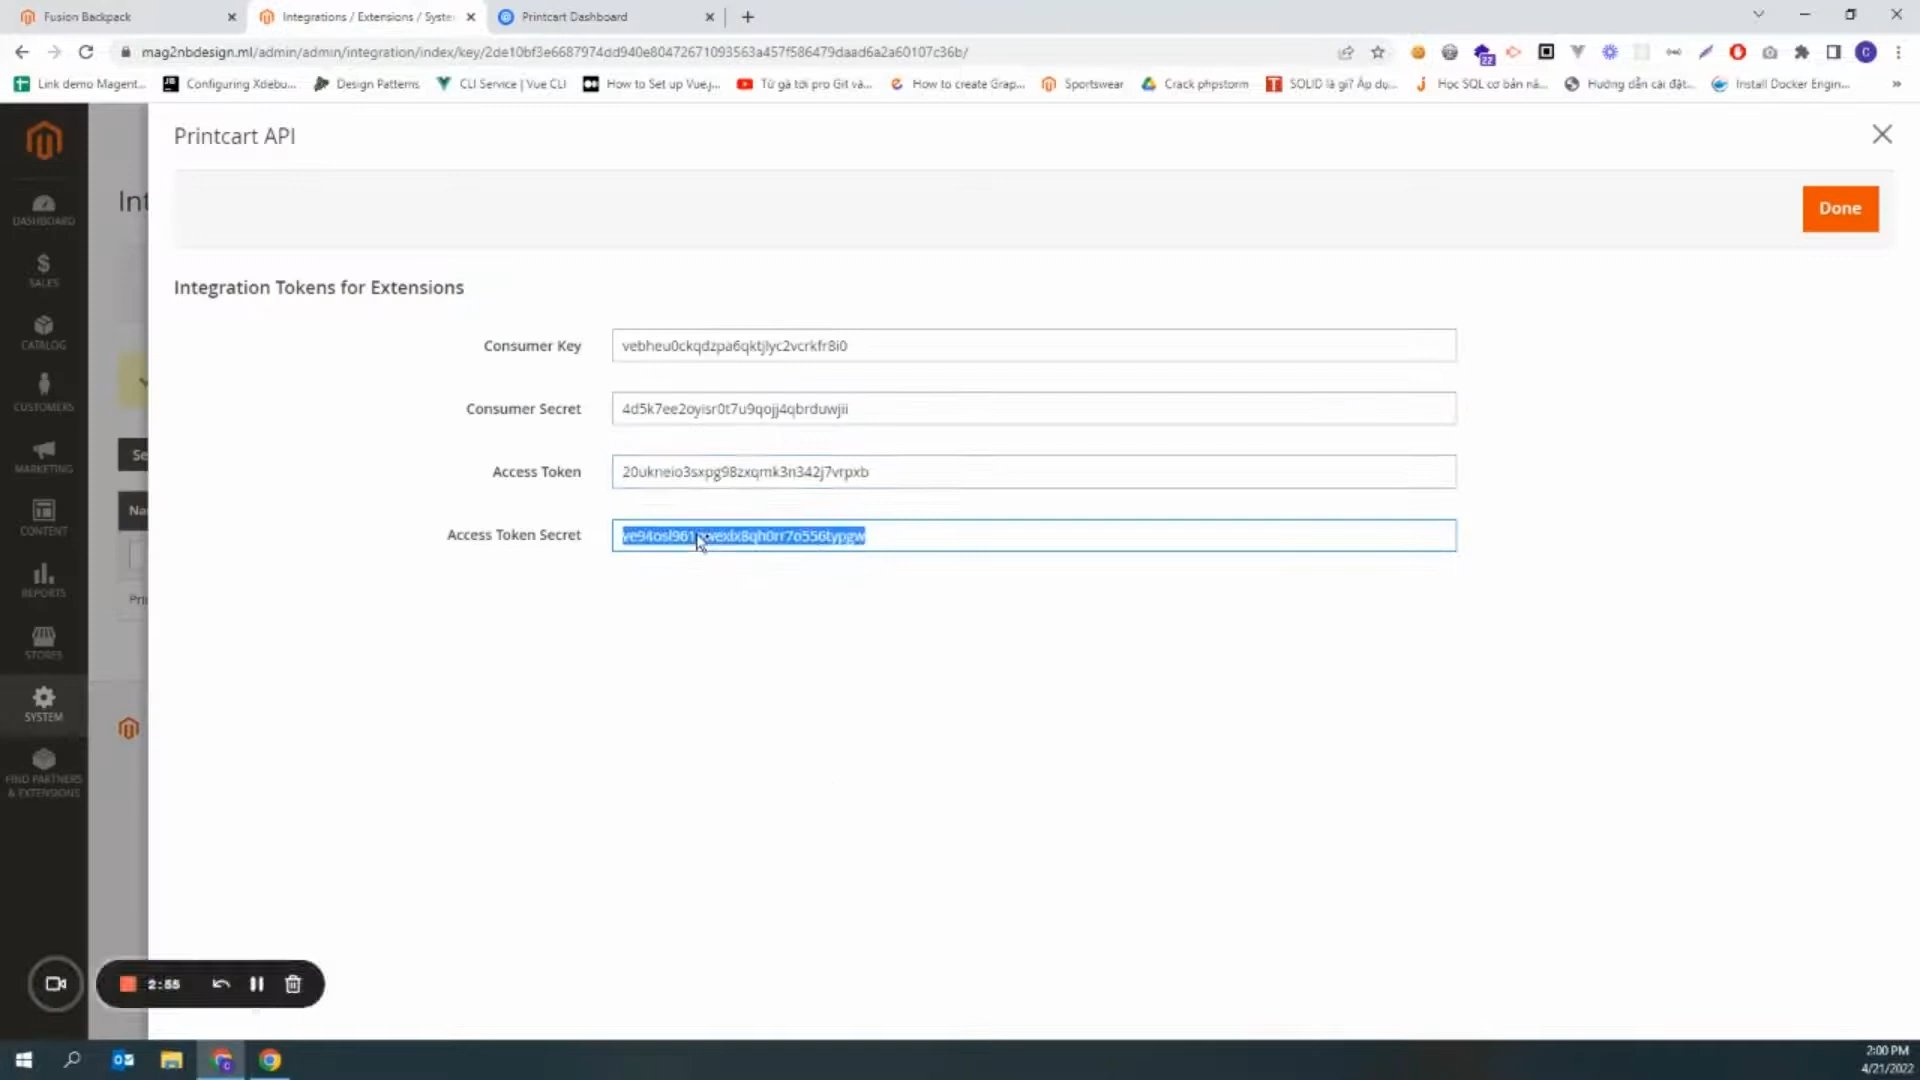 Fusion Backpack
Integrations / Extensions / Syste
Printcart Dashboard
mag2nbdesign.ml/admin/admin/integration/index/key/2de10bf3e6687974dd940e80472671093563a457f586479daad6a2a60107c36b/
22
C
Link demo Magent...
Configuring Xdebu...
Design Patterns
CLI Service | Vue CLI
How to Set up Vue.j...
Từ gà tới pro Git và...
How to create Grap...
Sportswear
Crack phpstorm
SOLID là gì? Áp dụ...
Học SQL cơ bản nâ...
Hướng dẫn cài đặt...
Install Docker Engin...
»
Printcart API
Int
DASHBOARD
Done
SALES
Integration Tokens for Extensions
CATALOG
Consumer Key
vebheu0ckqdzpa6qktjlyc2vcrkfr8i0
CUSTOMERS
Consumer Secret
4d5k7ee2oyisr0t7u9qojj4qbrduwjii
MARKETING
Se
Access Token
20ukneio3sxpg98zxqmk3n342j7vrpxb
CONTENT
Na
Access Token Secret
REPORTS
Pri
STORES
SYSTEM
FIND PARTNERS
& EXTENSIONS
2:55
2:00 PM
4/21/2022